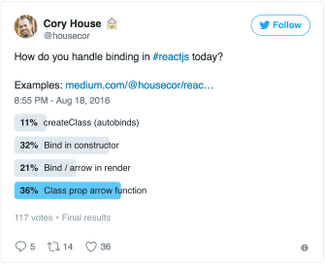 Cory House
@housecor
Follow
How do you handle binding in #reactjs today?
Examples: medium.com/@housecor/reac…
8:55 PM - Aug 18, 2016
11% createClass (autobinds)
32% Bind in constructor
21% Bind / arrow in render
36% Class prop arrow function
117 votes • Final results
5 14 36